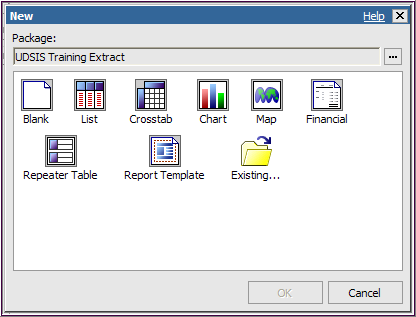 New Help
Package:
UDSIS Training Extract ...
Blank List Crosstab Chart Map Financial
Repeater Table Report Template Existing...
OK Cancel